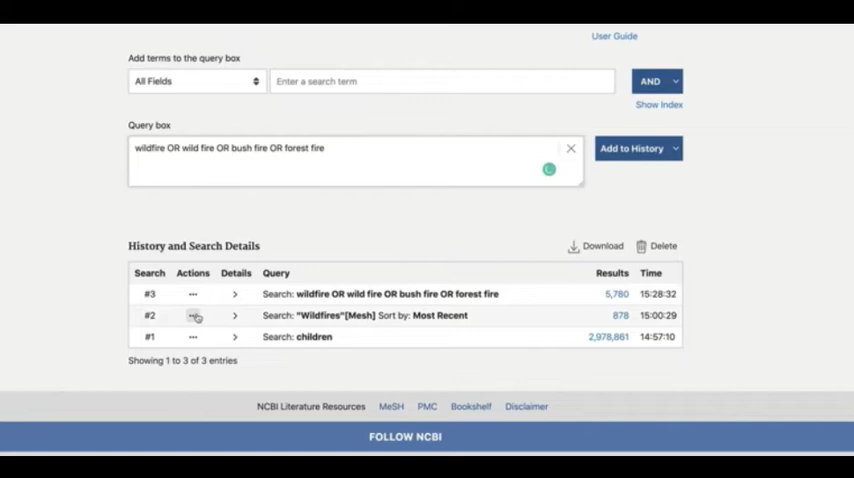 User Guide
Add terms to the query box
All Fields Enter a search term AND
Show Index
Query box
wildfire OR wild fire OR bush fire OR forest fire
Add to History
History and Search Details Download Delete
Search Actions Details Query Results Time
#3 ... > Search: wildfire OR wild fire OR bush fire OR forest fire 5,780 15:28:32
#2 ... > Search: "Wildfires"[Mesh] Sort by: Most Recent 878 15:00:29
#1 ... > Search: children 2,978,861 14:57:10
Showing 1 to 3 of 3 entries
NCBI Literature Resources MeSH PMC Bookshelf Disclaimer
FOLLOW NCBI